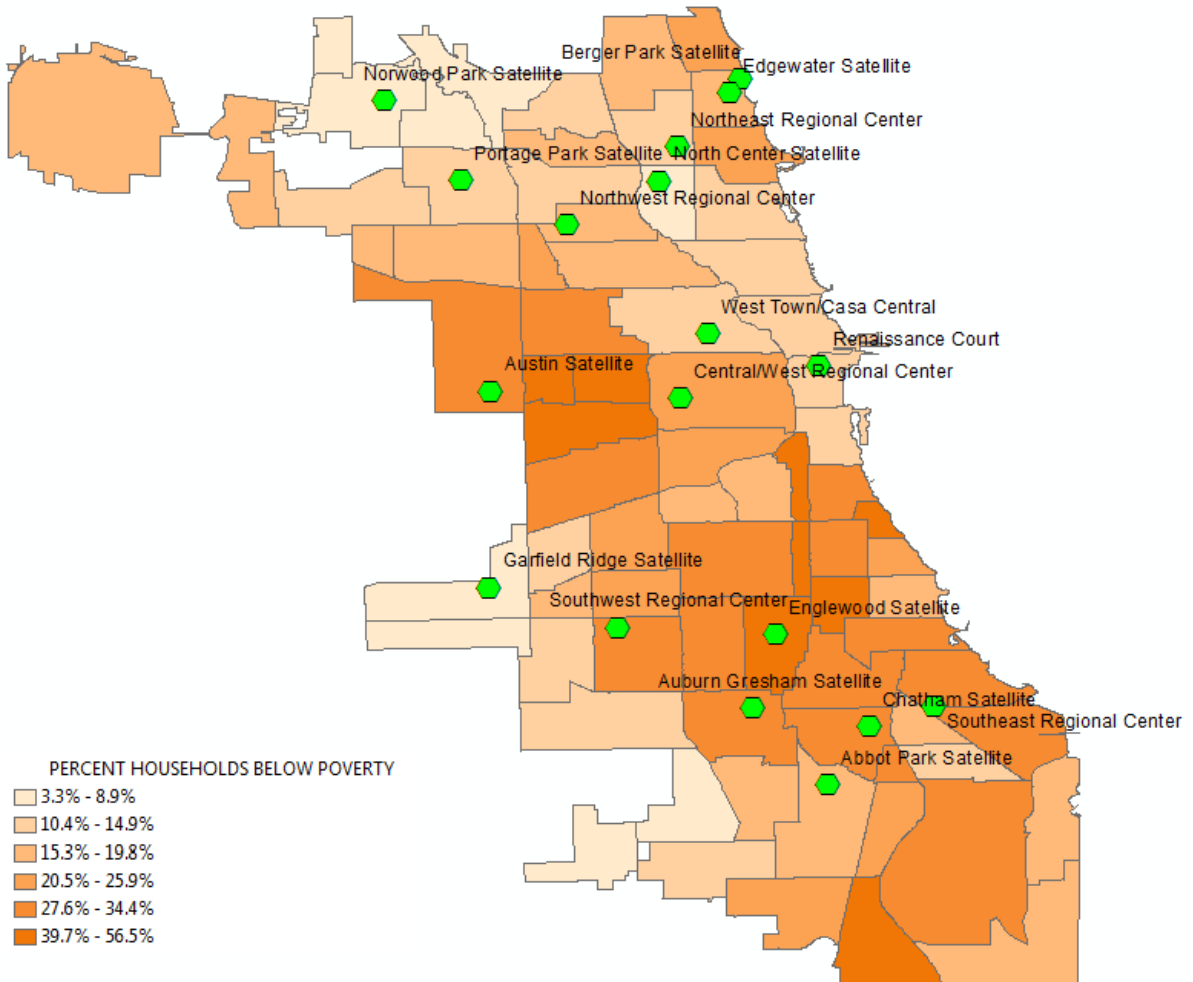 Berger Park Satellite
Edgewater Satellite
Norwood Park Satellite
Northeast Regional Center
Portage Park Satellite
North Center Satellite
Northwest Regional Center
West Town/Casa Central
Renaissance Court
Austin Satellite
Central/West Regional Center
Garfield Ridge Satellite
Southwest Regional Center
Englewood Satellite
Auburn Gresham Satellite
Chatham Satellite
Southeast Regional Center
Abbot Park Satellite
PERCENT HOUSEHOLDS BELOW POVERTY
3.3% - 8.9%
10.4% - 14.9%
15.3% - 19.8%
20.5% - 25.9%
27.6% - 34.4%
39.7% - 56.5%